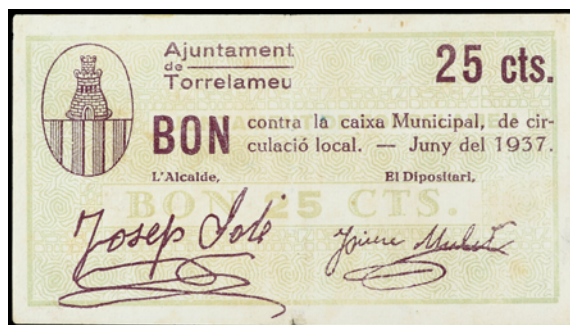 Ajuntament
de
Torrelameu
25 cts.
BON contra la caixa Municipal, de cir-
culació local. — Juny del 1937.
L'Alcalde, El Dipositari,
BON 25 CTS.
Josep Solé